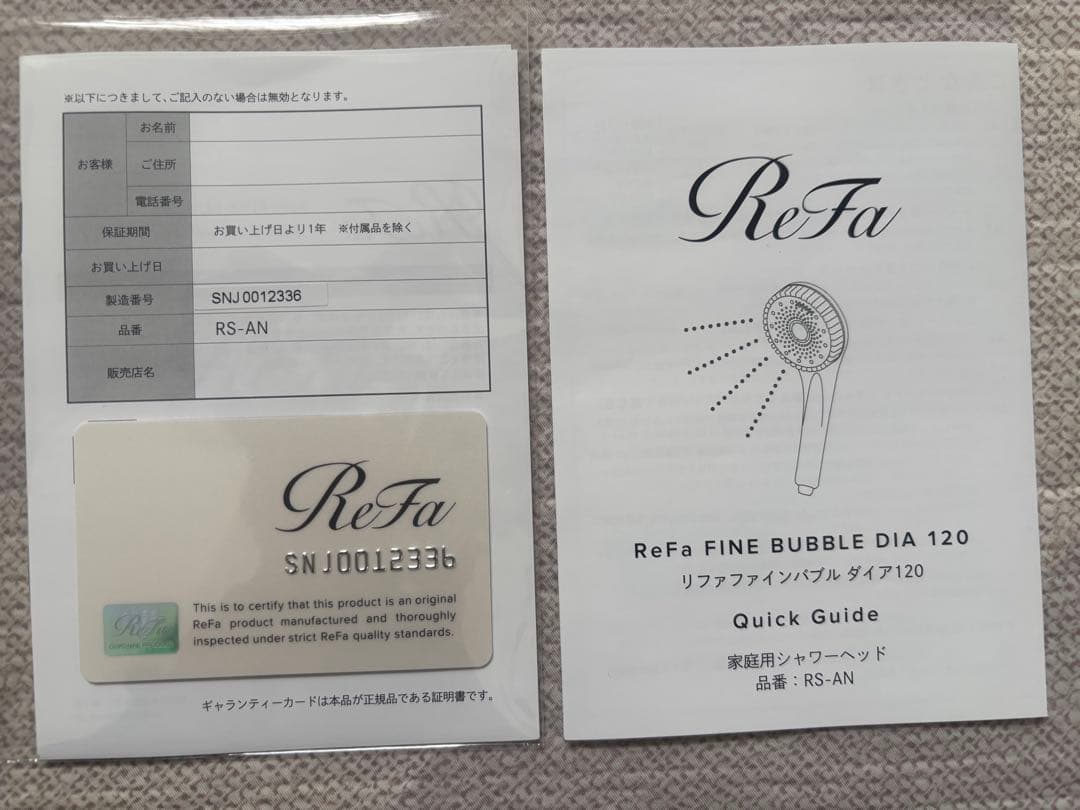 ※以下につきまして、ご記入のない場合は無効となります。
お客様
お名前
ご住所
電話番号
保証期間
お買い上げ日より1年 ※付属品を除く
お買い上げ日
製造番号
SNJ0012336
品番
RS-AN
販売店名
ReFa
SNJ0012336
ReFa
This is to certify that this product is an original
ReFa product manufactured and thoroughly
inspected under strict ReFa quality standards.
ギャランティーカードは本品が正規品である証明書です。
ReFa
ReFa FINE BUBBLE DIA 120
リファファインバブル ダイア120
Quick Guide
家庭用シャワーヘッド
品番：RS-AN